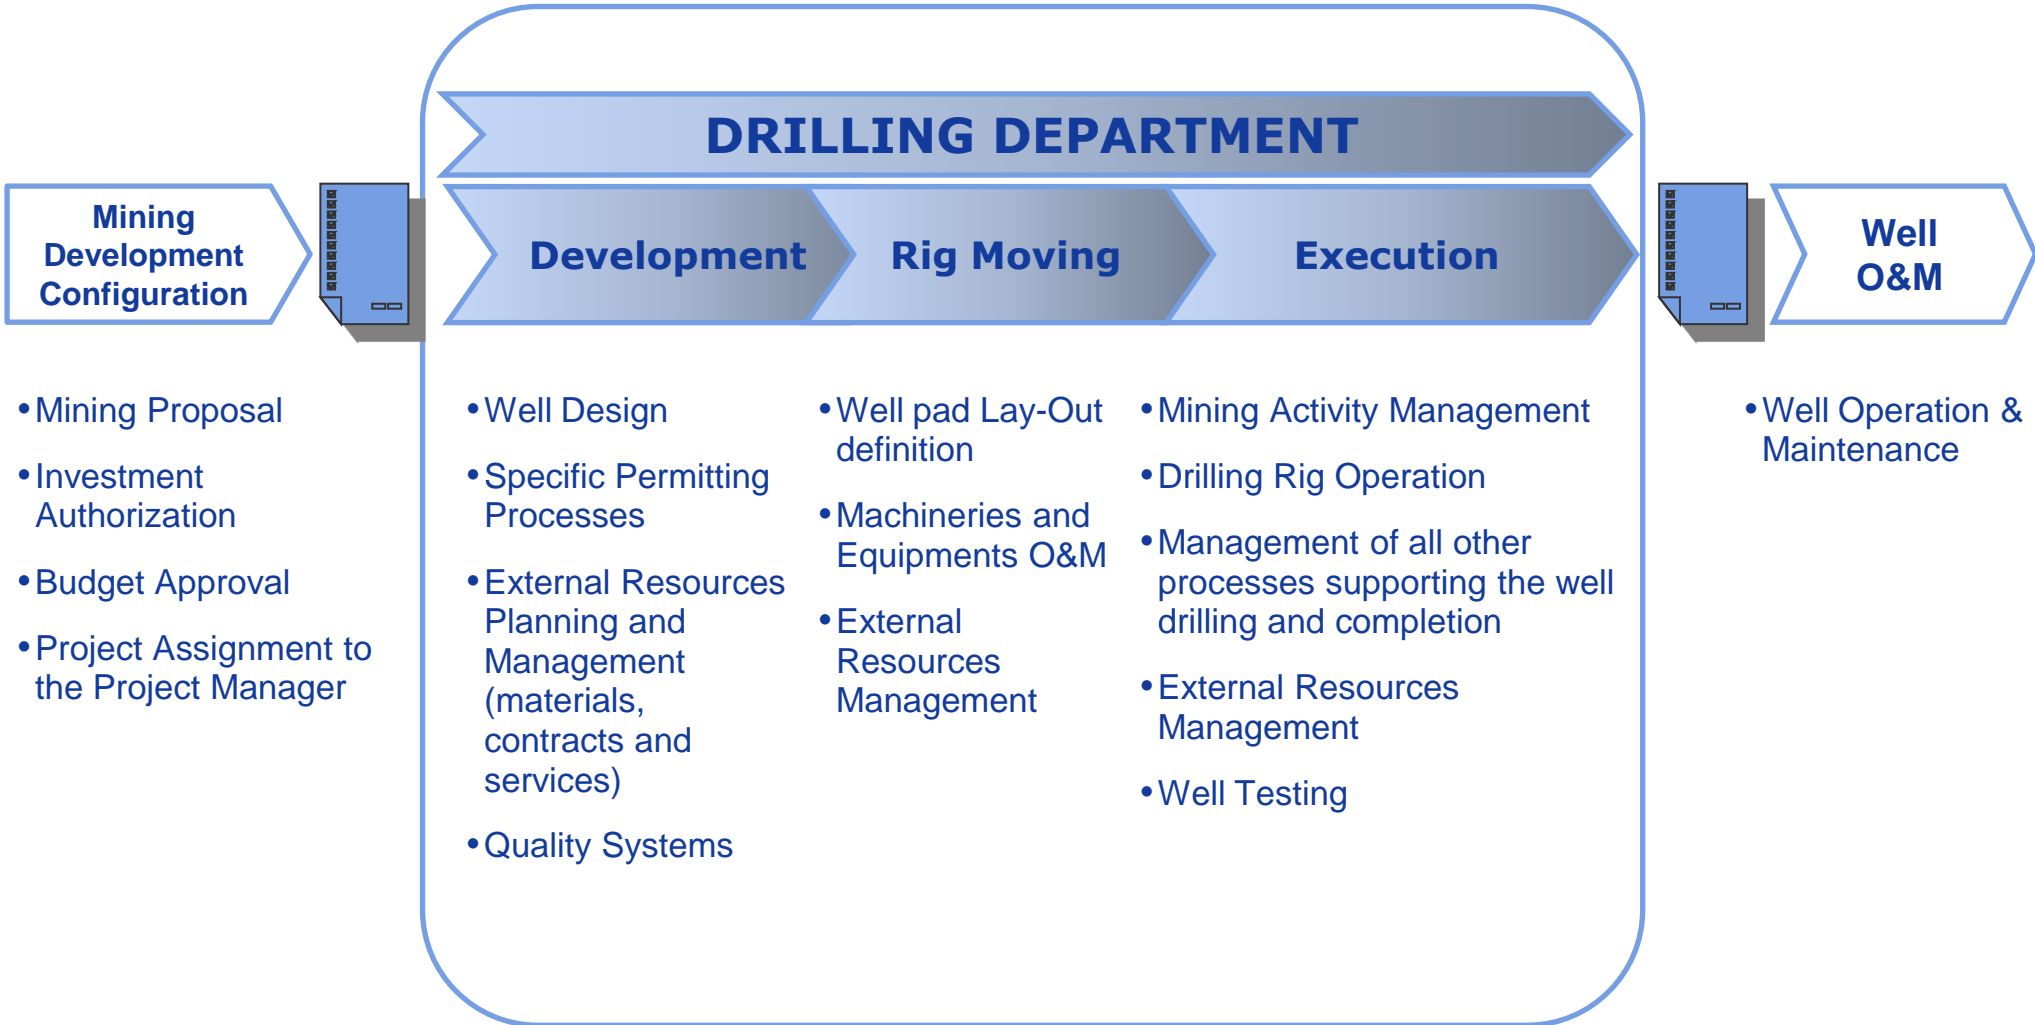 DRILLING DEPARTMENT
Mining
Development
Configuration
Development
Rig Moving
Execution
Well
O&M
•Mining Proposal
•Investment
Authorization
•Budget Approval
•Project Assignment to
the Project Manager
•Well Design
•Specific Permitting
Processes
•External Resources
Planning and
Management
(materials,
contracts and
services)
•Quality Systems
•Well pad Lay-Out
definition
•Machineries and
Equipments O&M
•External
Resources
Management
•Mining Activity Management
•Drilling Rig Operation
•Management of all other
processes supporting the well
drilling and completion
•External Resources
Management
•Well Testing
•Well Operation &
Maintenance